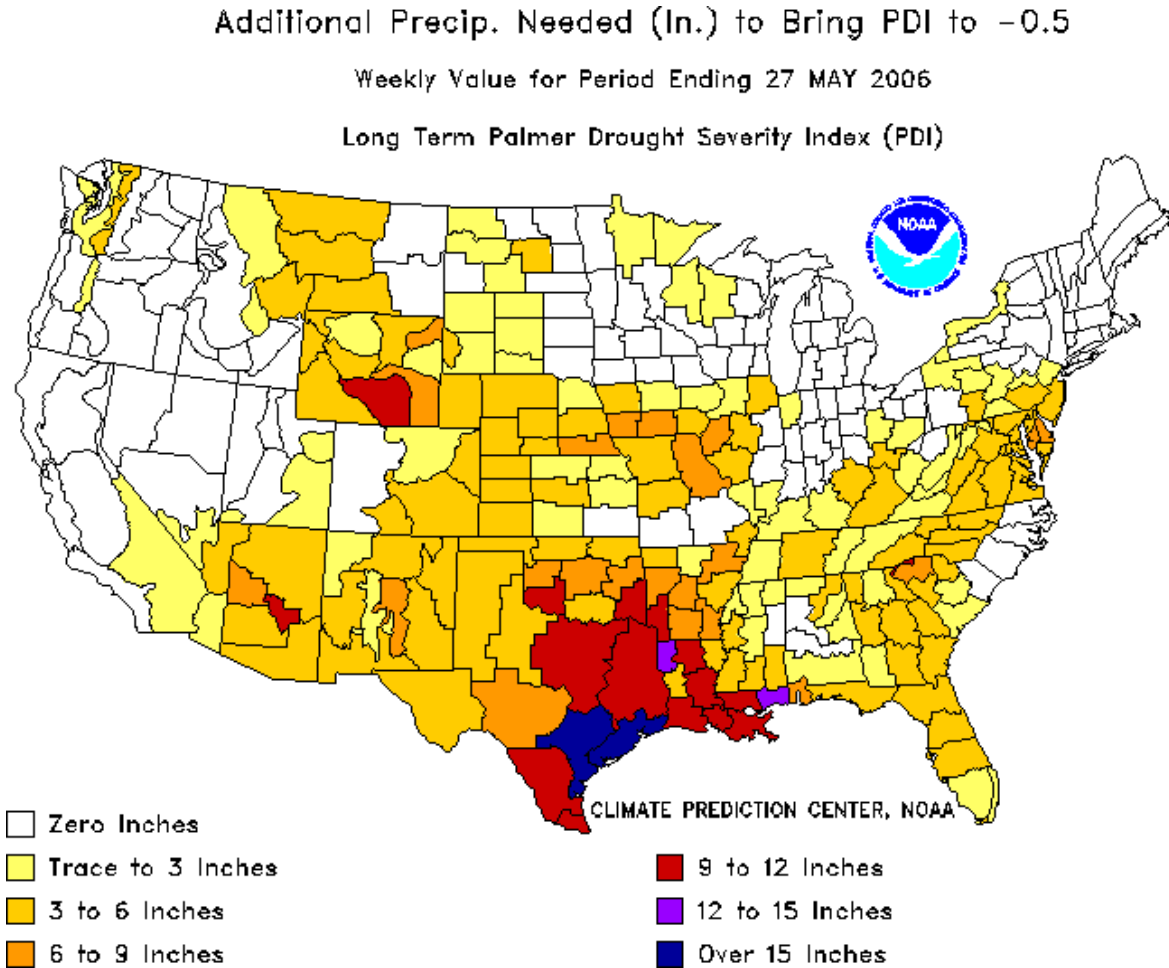 Additional Precip. Needed (In.) to Bring PDI to -0.5
Weekly Value for Period Ending 27 MAY 2006
Long Term Palmer Drought Severity Index (PDI)
NOAA
CLIMATE PREDICTION CENTER, NOAA
Zero Inches
Trace to 3 Inches
3 to 6 Inches
6 to 9 Inches
9 to 12 Inches
12 to 15 Inches
Over 15 Inches